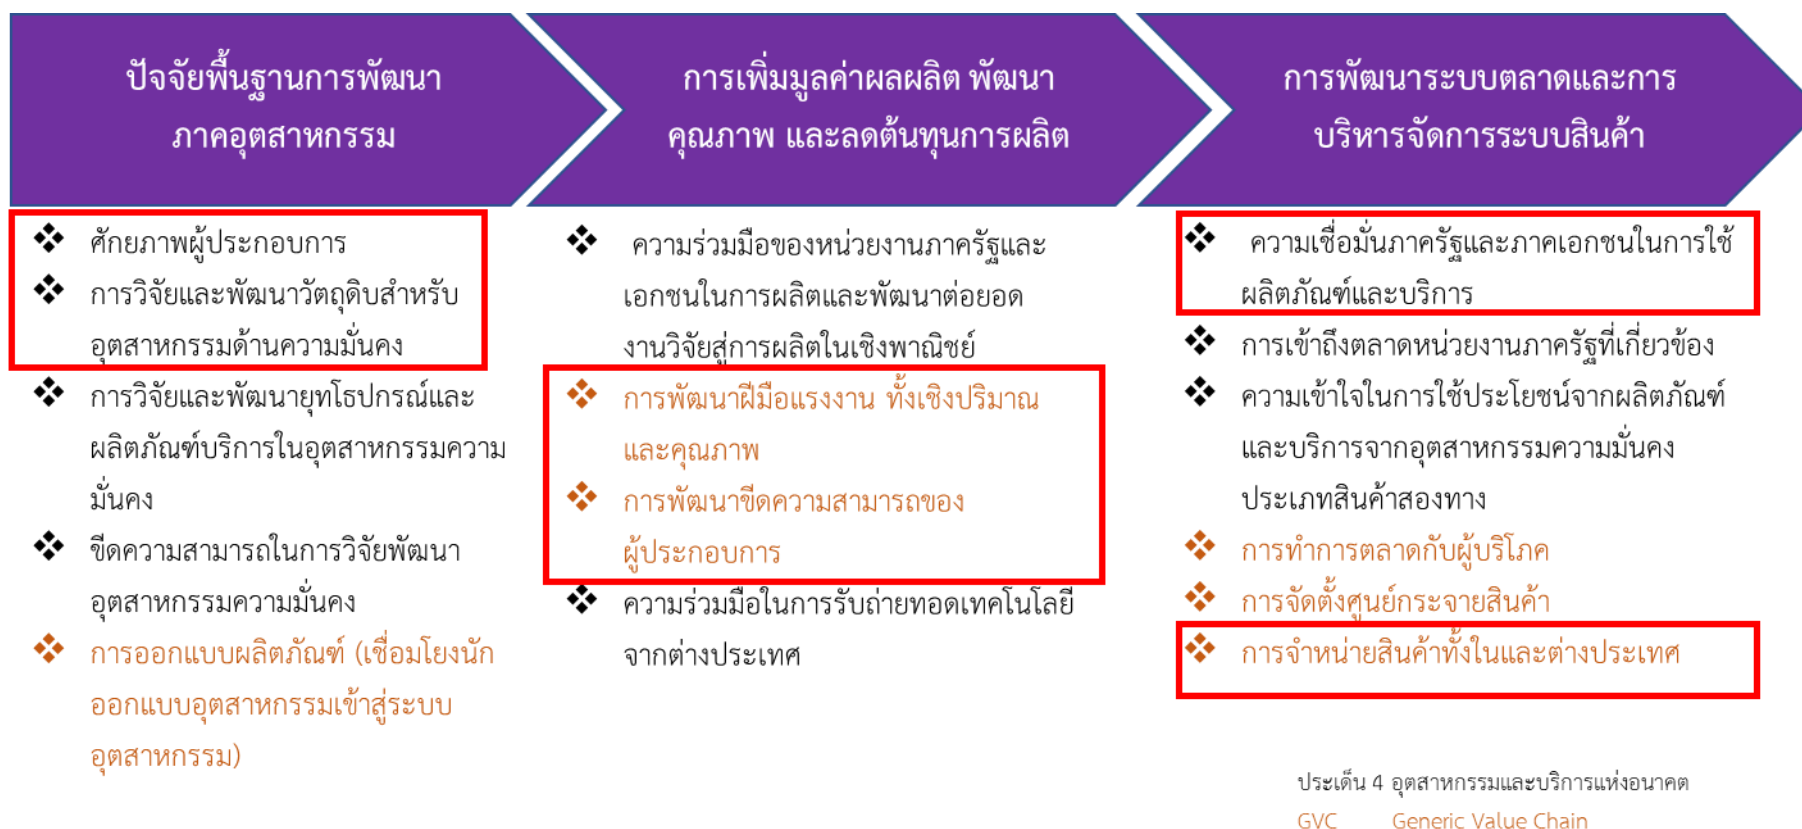 ปัจจัยพื้นฐานการพัฒนา
ภาคอุตสาหกรรม
การเพิ่มมูลค่าผลผลิต พัฒนา
คุณภาพ และลดต้นทุนการผลิต
การพัฒนาระบบตลาดและการ
บริหารจัดการระบบสินค้า
❖ ศักยภาพผู้ประกอบการ
❖ การวิจัยและพัฒนาวัตถุดิบสำหรับ
อุตสาหกรรมด้านความมั่นคง
❖ การวิจัยและพัฒนายุทโธปกรณ์และ
ผลิตภัณฑ์บริการในอุตสาหกรรมความ
มั่นคง
❖ ขีดความสามารถในการวิจัยพัฒนา
อุตสาหกรรมความมั่นคง
❖ การออกแบบผลิตภัณฑ์ (เชื่อมโยงนัก
ออกแบบอุตสาหกรรมเข้าสู่ระบบ
อุตสาหกรรม)
❖ ความร่วมมือของหน่วยงานภาครัฐและ
เอกชนในการผลิตและพัฒนาต่อยอด
งานวิจัยสู่การผลิตในเชิงพาณิชย์
❖ การพัฒนาฝีมือแรงงาน ทั้งเชิงปริมาณ
และคุณภาพ
❖ การพัฒนาขีดความสามารถของ
ผู้ประกอบการ
❖ ความร่วมมือในการรับถ่ายทอดเทคโนโลยี
จากต่างประเทศ
❖ ความเชื่อมั่นภาครัฐและภาคเอกชนในการใช้
ผลิตภัณฑ์และบริการ
❖ การเข้าถึงตลาดหน่วยงานภาครัฐที่เกี่ยวข้อง
❖ ความเข้าใจในการใช้ประโยชน์จากผลิตภัณฑ์
และบริการจากอุตสาหกรรมความมั่นคง
ประเภทสินค้าสองทาง
❖ การทำการตลาดกับผู้บริโภค
❖ การจัดตั้งศูนย์กระจายสินค้า
❖ การจำหน่ายสินค้าทั้งในและต่างประเทศ
ประเด็น 4 อุตสาหกรรมและบริการแห่งอนาคต
GVC Generic Value Chain